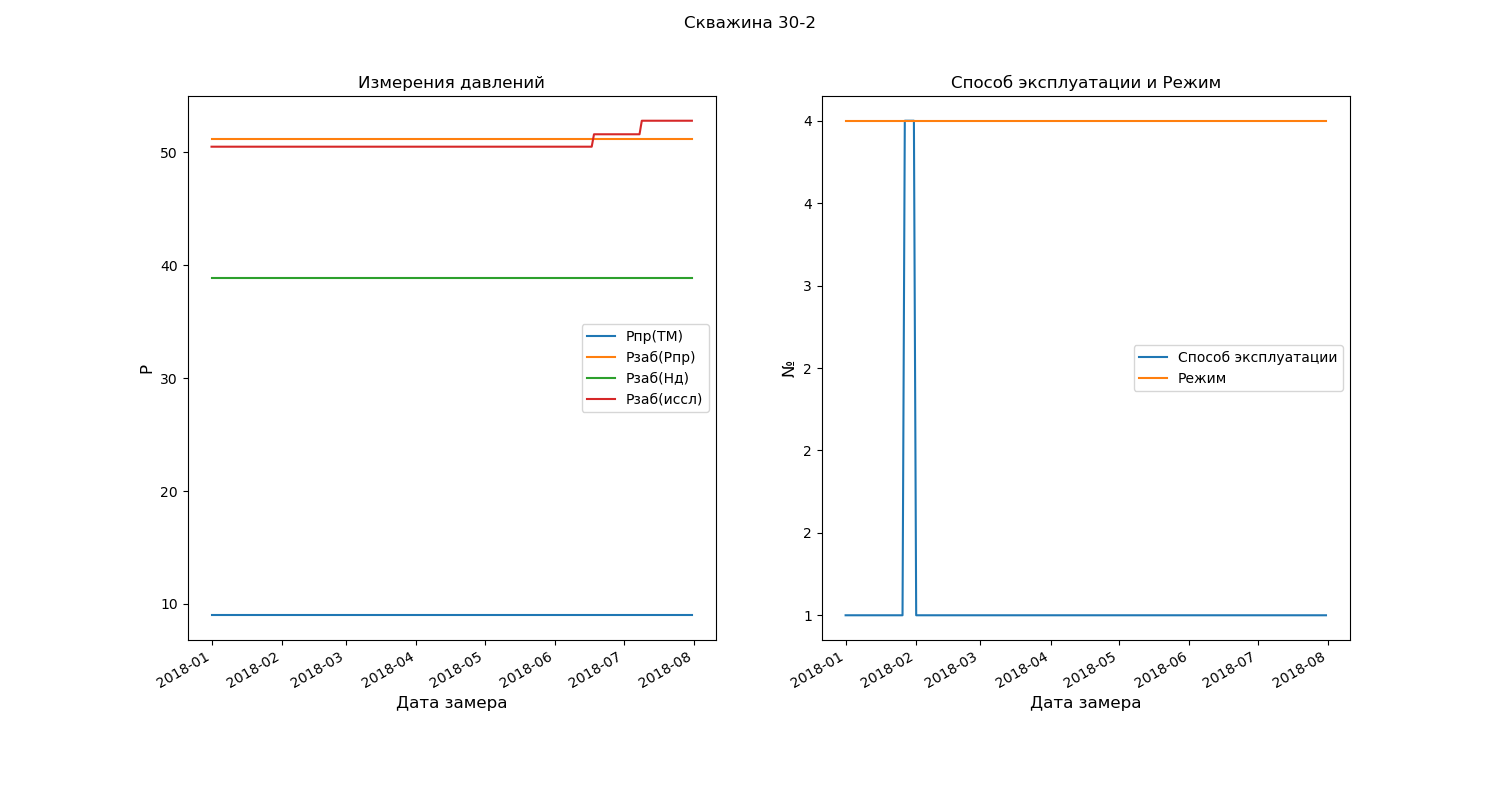 Скважина 30-2
Измерения давлений
50
40
30
20
10
P
Рпр(ТМ)
Рзаб(Рпр)
Рзаб(Нд)
Рзаб(иссл)
2018-01
2018-02
2018-03
2018-04
2018-05
2018-06
2018-07
2018-08
Дата замера
Способ эксплуатации и Режим
4
4
3
2
2
2
1
№
Способ эксплуатации
Режим
2018-01
2018-02
2018-03
2018-04
2018-05
2018-06
2018-07
2018-08
Дата замера